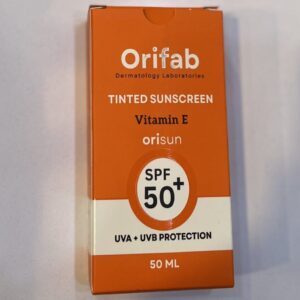 Orifab
Dermatology Laboratories
TINTED SUNSCREEN
Vitamin E
orisun
SPF
50+
UVA + UVB PROTECTION
50 ML